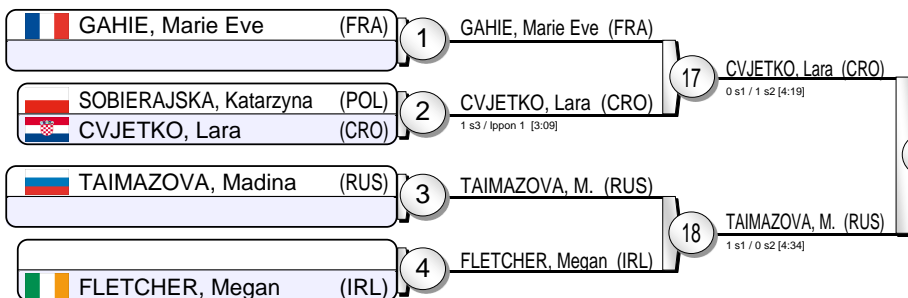 GAHIE, Marie Eve (FRA)
1
GAHIE, Marie Eve (FRA)
17
CVJETKO, Lara (CRO)
0 s1 / 1 s2 [4:19]
SOBIERAJSKA, Katarzyna (POL)
CVJETKO, Lara (CRO)
2
CVJETKO, Lara (CRO)
1 s3 / Ippon 1 [3:09]
TAIMAZOVA, Madina (RUS)
3
TAIMAZOVA, M. (RUS)
18
TAIMAZOVA, M. (RUS)
1 s1 / 0 s2 [4:34]
FLETCHER, Megan (IRL)
4
FLETCHER, Megan (IRL)